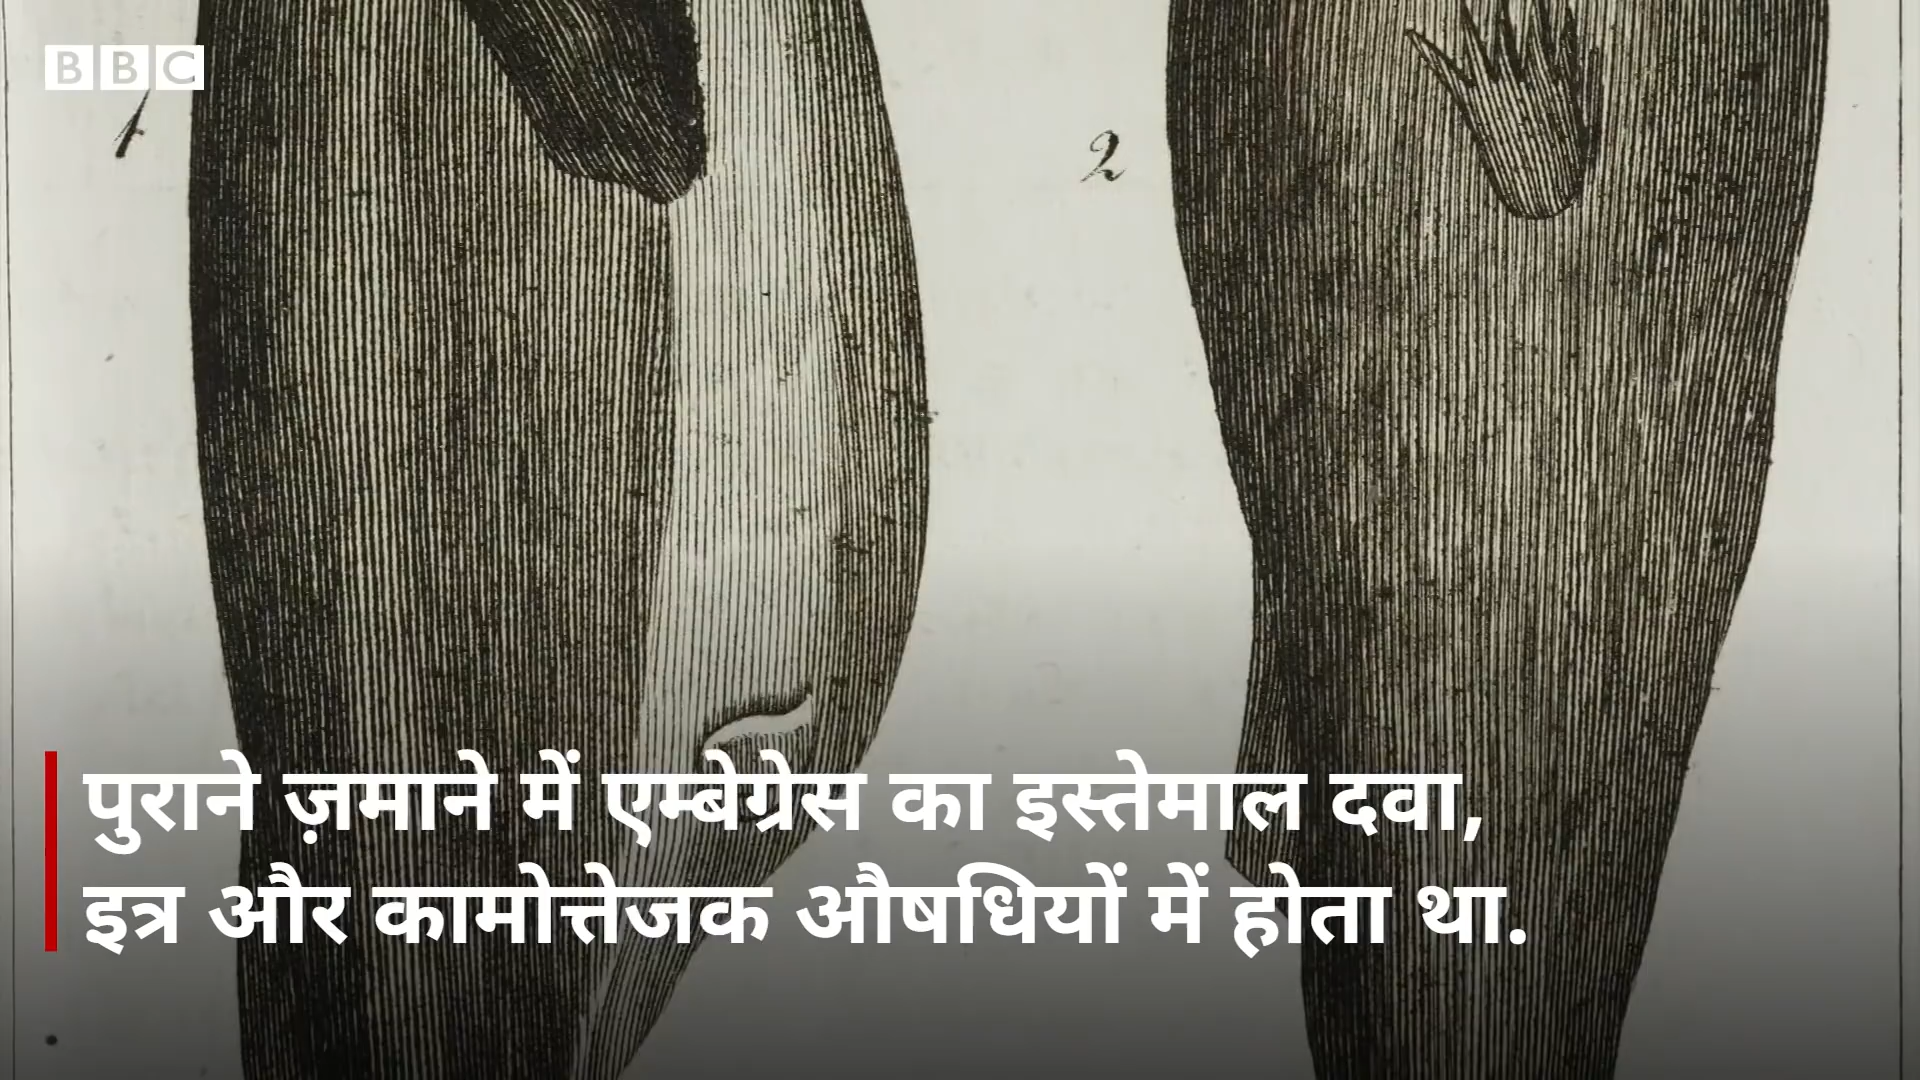 BBC
1
2
पुराने ज़माने में एम्बेग्रेस का इस्तेमाल दवा,
इत्र और कामोत्तेजक औषधियों में होता था.